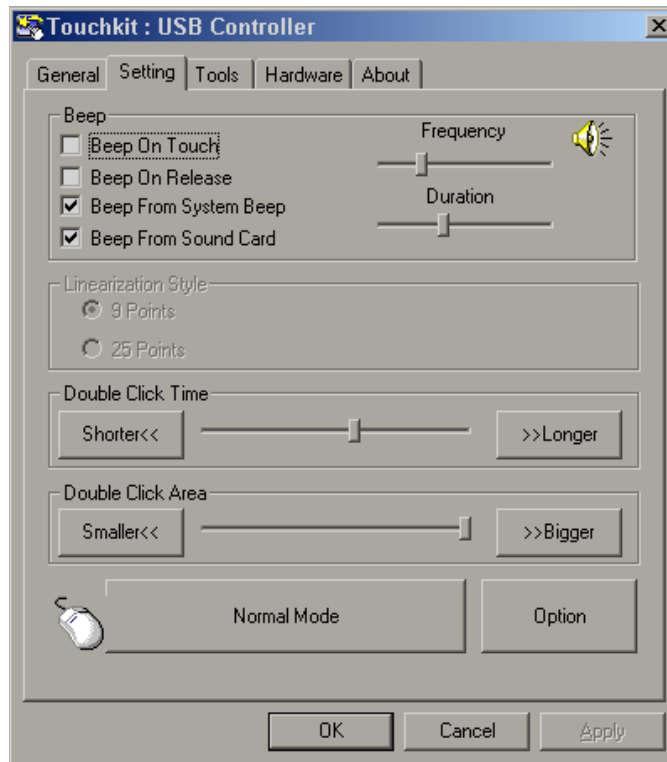 Touchkit : USB Controller
General Setting Tools Hardware About
Beep
Beep On Touch
Beep On Release
Beep From System Beep
Beep From Sound Card
Frequency
Duration
Linearization Style
9 Points
25 Points
Double Click Time
Shorter<< >>Longer
Double Click Area
Smaller<< >>Bigger
Normal Mode Option
OK Cancel Apply